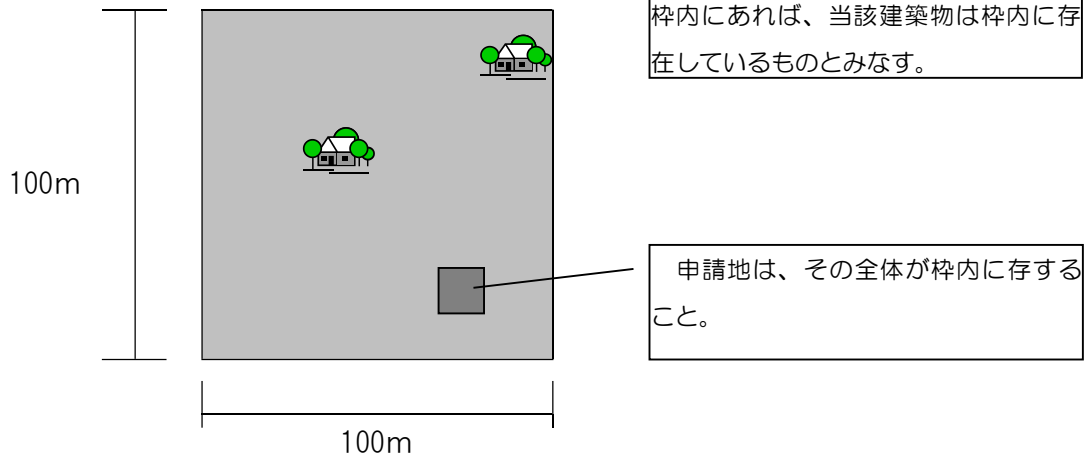 枠内にあれば、当該建築物は枠内に存
在しているものとみなす。
100m
申請地は、その全体が枠内に存する
こと。
100m